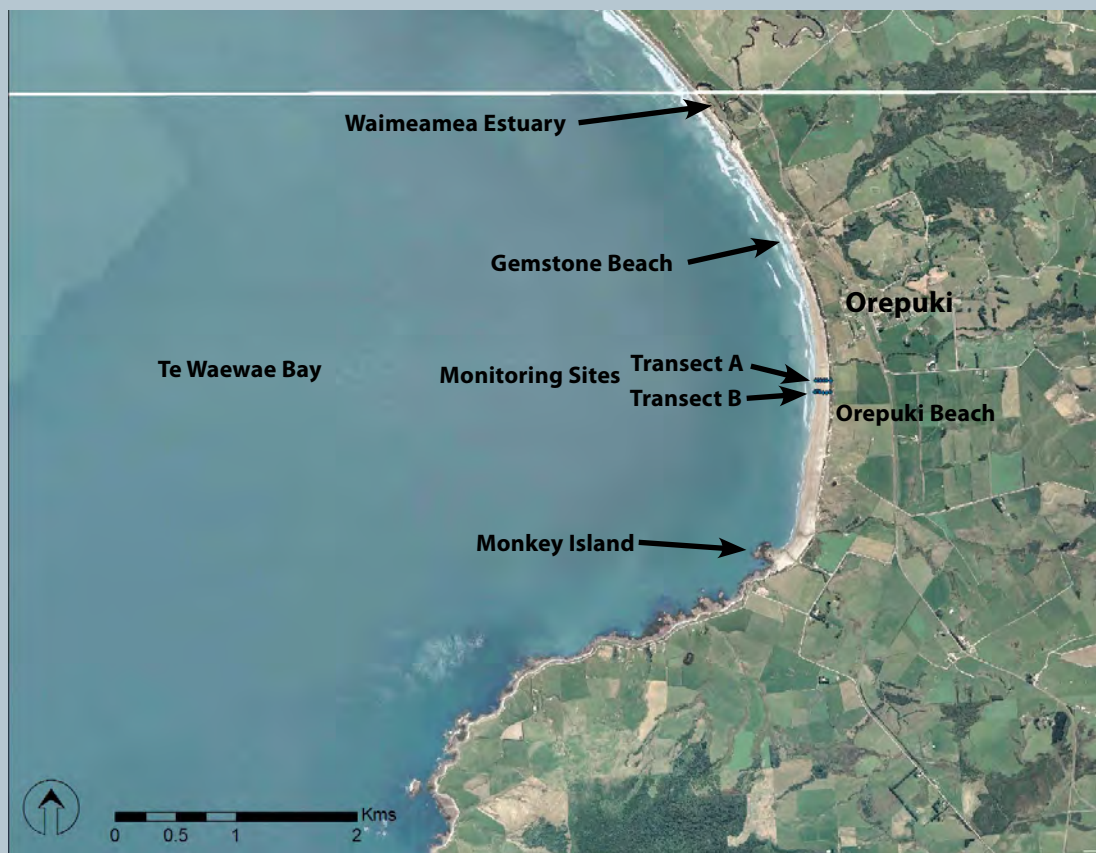 Waimeamea Estuary
Gemstone Beach
Orepuki
Te Waewae Bay
Monitoring Sites
Transect A
Transect B
Orepuki Beach
Monkey Island
Kms
0 0.5 1 2